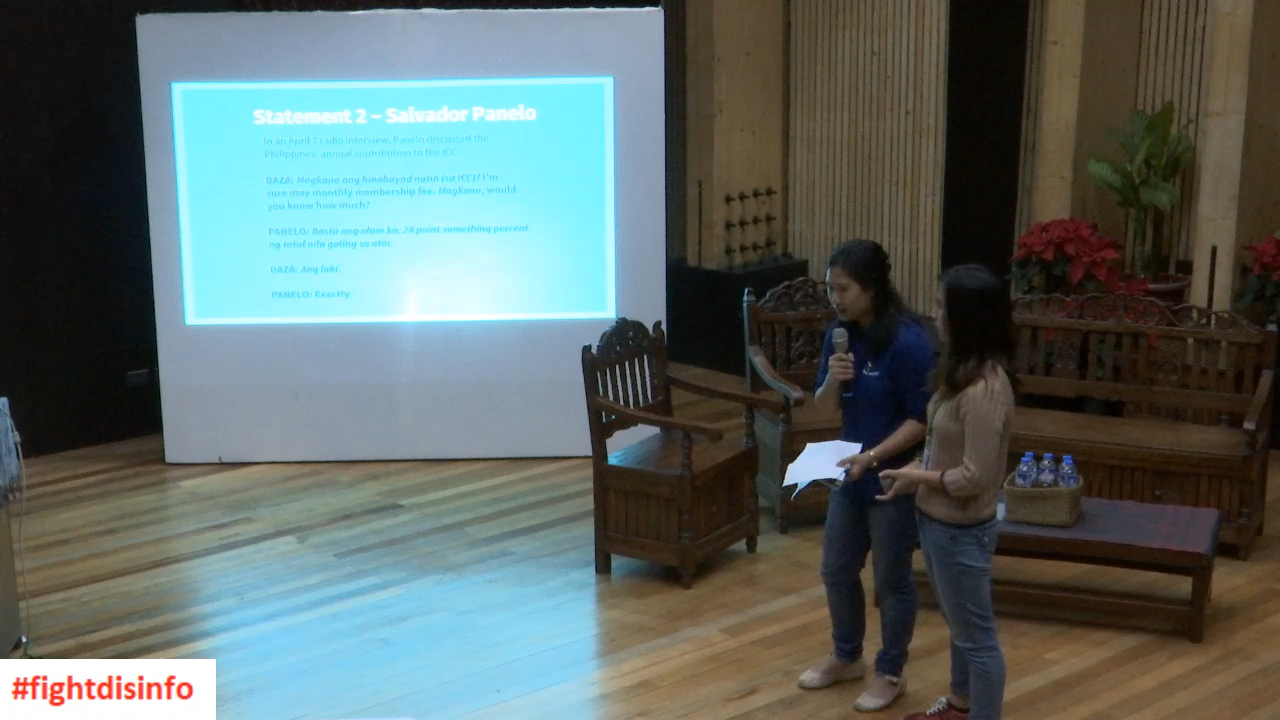 Statement 2 – Salvador Panelo
In an April 7 radio interview, Panelo discussed the
Philippines' annual contribution to the ICC.
DAZA: Magkano ang binabayad natin (sa ICC)? I'm
sure may monthly membership fee. Magkano, would
you know how much?
PANELO: Basta ang alam ko, 28 point something percent
ng total nila galing sa atin.
DAZA: Ang laki.
PANELO: Exactly.
#fightdisinfo